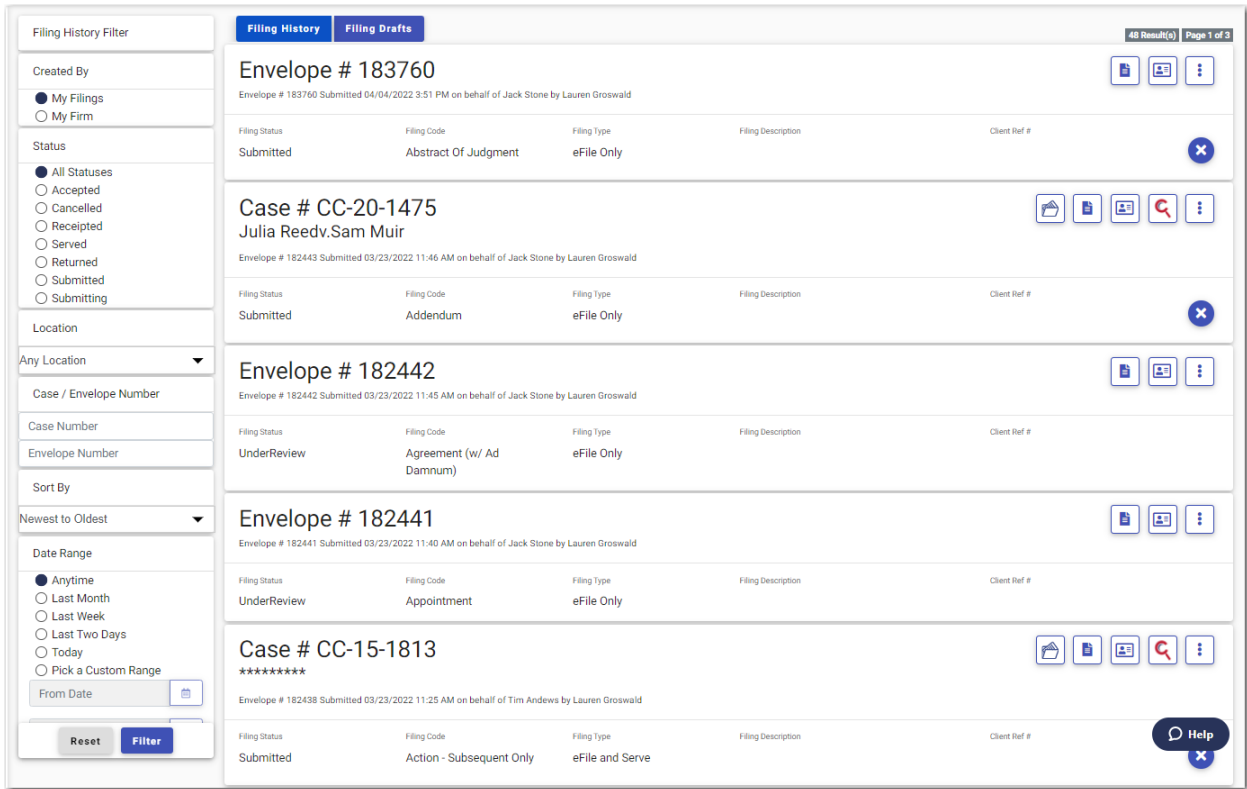 Filing History Filter
Created By
My Filings
My Firm
Status
All Statuses
Accepted
Cancelled
Receipted
Served
Returned
Submitted
Submitting
Location
Any Location
Case / Envelope Number
Case Number
Envelope Number
Sort By
Newest to Oldest
Date Range
Anytime
Last Month
Last Week
Last Two Days
Today
Pick a Custom Range
From Date
Reset Filter
Filing History Filing Drafts
48 Result(s) Page 1 of 3
Envelope # 183760
Envelope # 183760 Submitted 04/04/2022 3:51 PM on behalf of Jack Stone by Lauren Groswald
Filing Status Filing Code Filing Type Filing Description Client Ref #
Submitted Abstract Of Judgment eFile Only
Case # CC-20-1475
Julia Reedv.Sam Muir
Envelope # 182443 Submitted 03/23/2022 11:46 AM on behalf of Jack Stone by Lauren Groswald
Filing Status Filing Code Filing Type Filing Description Client Ref #
Submitted Addendum eFile Only
Envelope # 182442
Envelope # 182442 Submitted 03/23/2022 11:45 AM on behalf of Jack Stone by Lauren Groswald
Filing Status Filing Code Filing Type Filing Description Client Ref #
UnderReview Agreement (w/ Ad
Damnum) eFile Only
Envelope # 182441
Envelope # 182441 Submitted 03/23/2022 11:40 AM on behalf of Jack Stone by Lauren Groswald
Filing Status Filing Code Filing Type Filing Description Client Ref #
UnderReview Appointment eFile Only
Case # CC-15-1813
*********
Envelope # 182438 Submitted 03/23/2022 11:25 AM on behalf of Tim Andews by Lauren Groswald
Filing Status Filing Code Filing Type Filing Description Client Ref #
Submitted Action - Subsequent Only eFile and Serve
Help